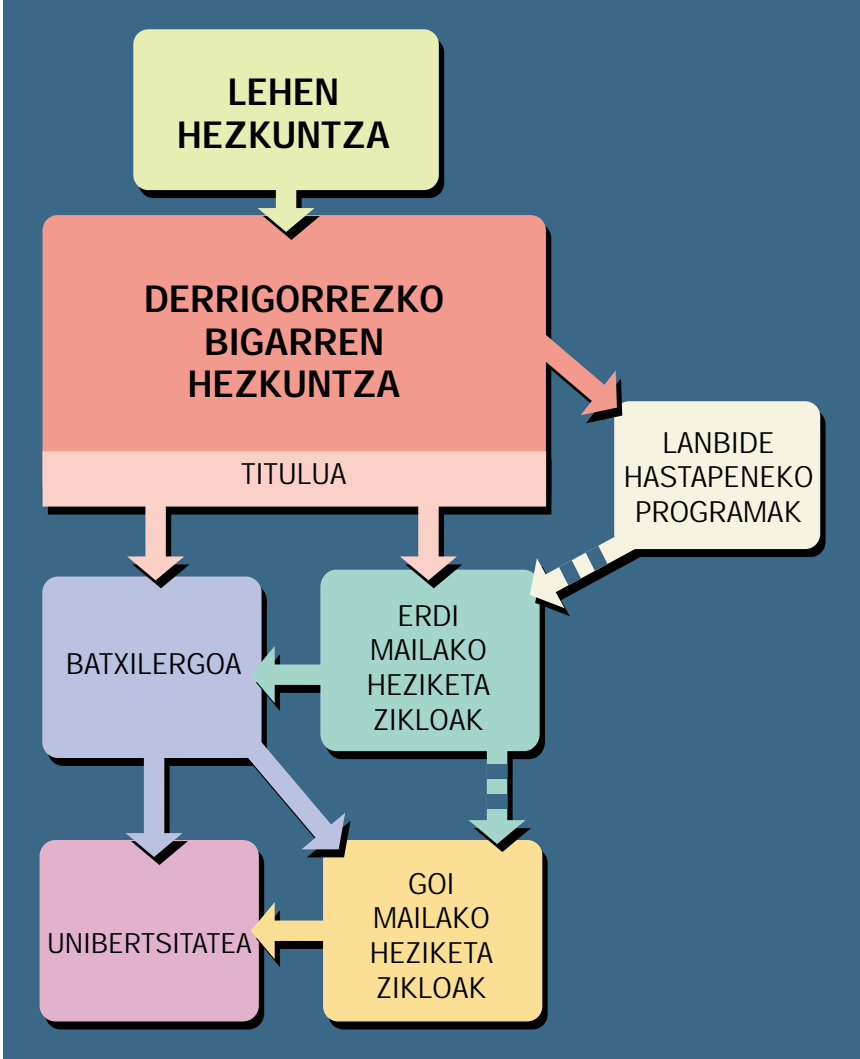 LEHEN
HEZKUNTZA
DERRIGORREZKO
BIGARREN
HEZKUNTZA
TITULUA
LANBIDE
HASTAPENEKO
PROGRAMAK
BATXILERGOA
ERDI
MAILAKO
HEZIKETA
ZIKLOAK
UNIBERTSITATEA
GOI
MAILAKO
HEZIKETA
ZIKLOAK